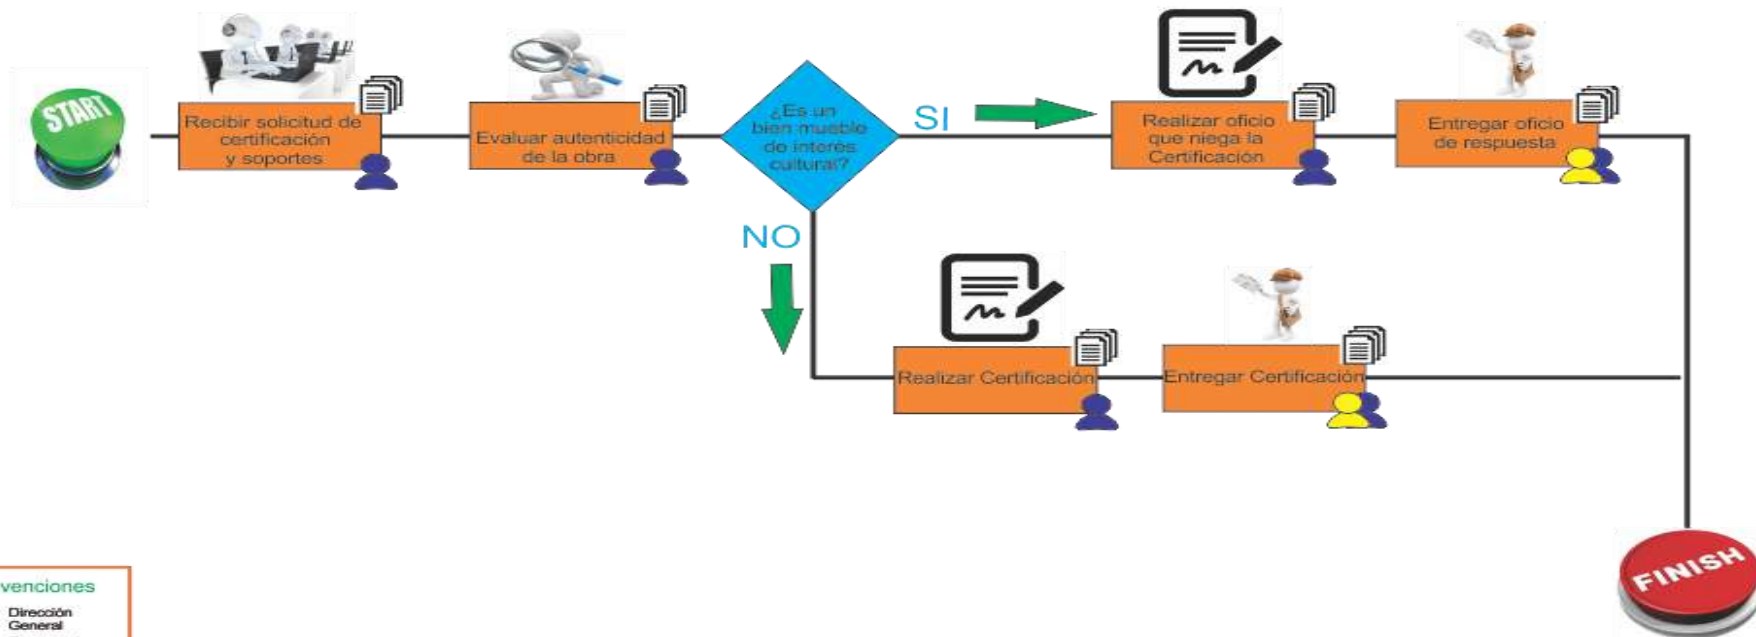 START
Recibir solicitud de
certificación
y soportes
Evaluar autenticidad
de la obra
¿Es un
bien mueble
de interés
cultural?
SI
Realizar oficio
que niega la
Certificación
Entregar oficio
de respuesta
NO
Realizar Certificación
Entregar Certificación
FINISH
venciones
Dirección
General